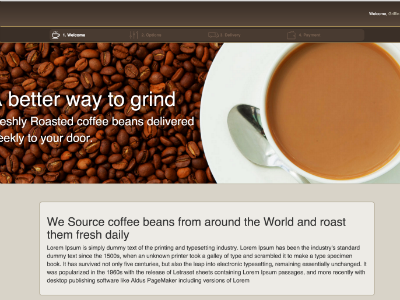 Welcome,
1. Welcome
2. Options
3. Delivery
4. Payment
A better way to grind
eshly Roasted coffee beans delivered
eekly to your door.
We Source coffee beans from around the World and roast
them fresh daily
Lorem Ipsum is simply dummy text of the printing and typesetting industry. Lorem Ipsum has been the industry's standard
dummy text since the 1500s, when an unknown printer took a galley of type and scrambled it to make a type specimen
book. It has survived not only five centuries, but also the leap into electronic typesetting, remaining essentially unchanged. It
was popularized in the 1960s with the release of Letraset sheets containing Lorem Ipsum passages, and more recently with
desktop publishing software like Aldus PageMaker including versions of Lorem